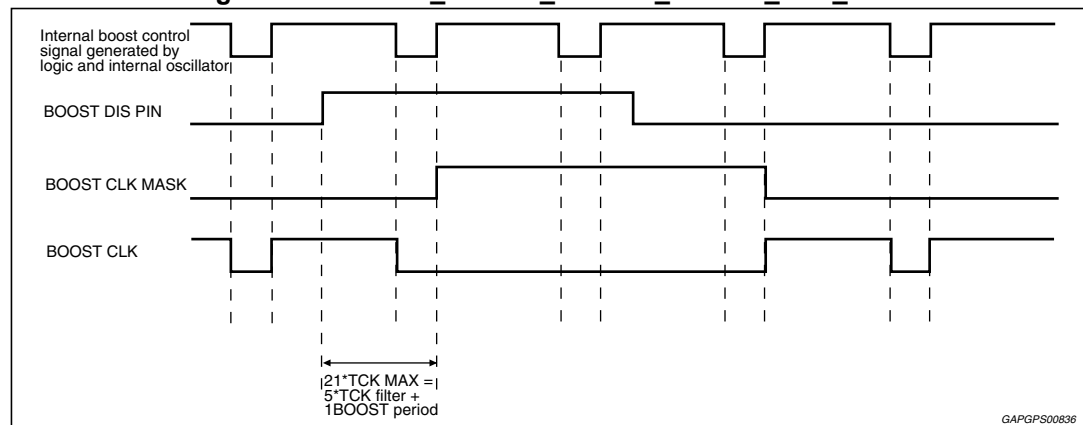 Internal boost control
signal generated by
logic and internal oscillator
BOOST DIS PIN
BOOST CLK MASK
BOOST CLK
21*TCK MAX =
5*TCK filter +
1BOOST period
GAPGPS00836